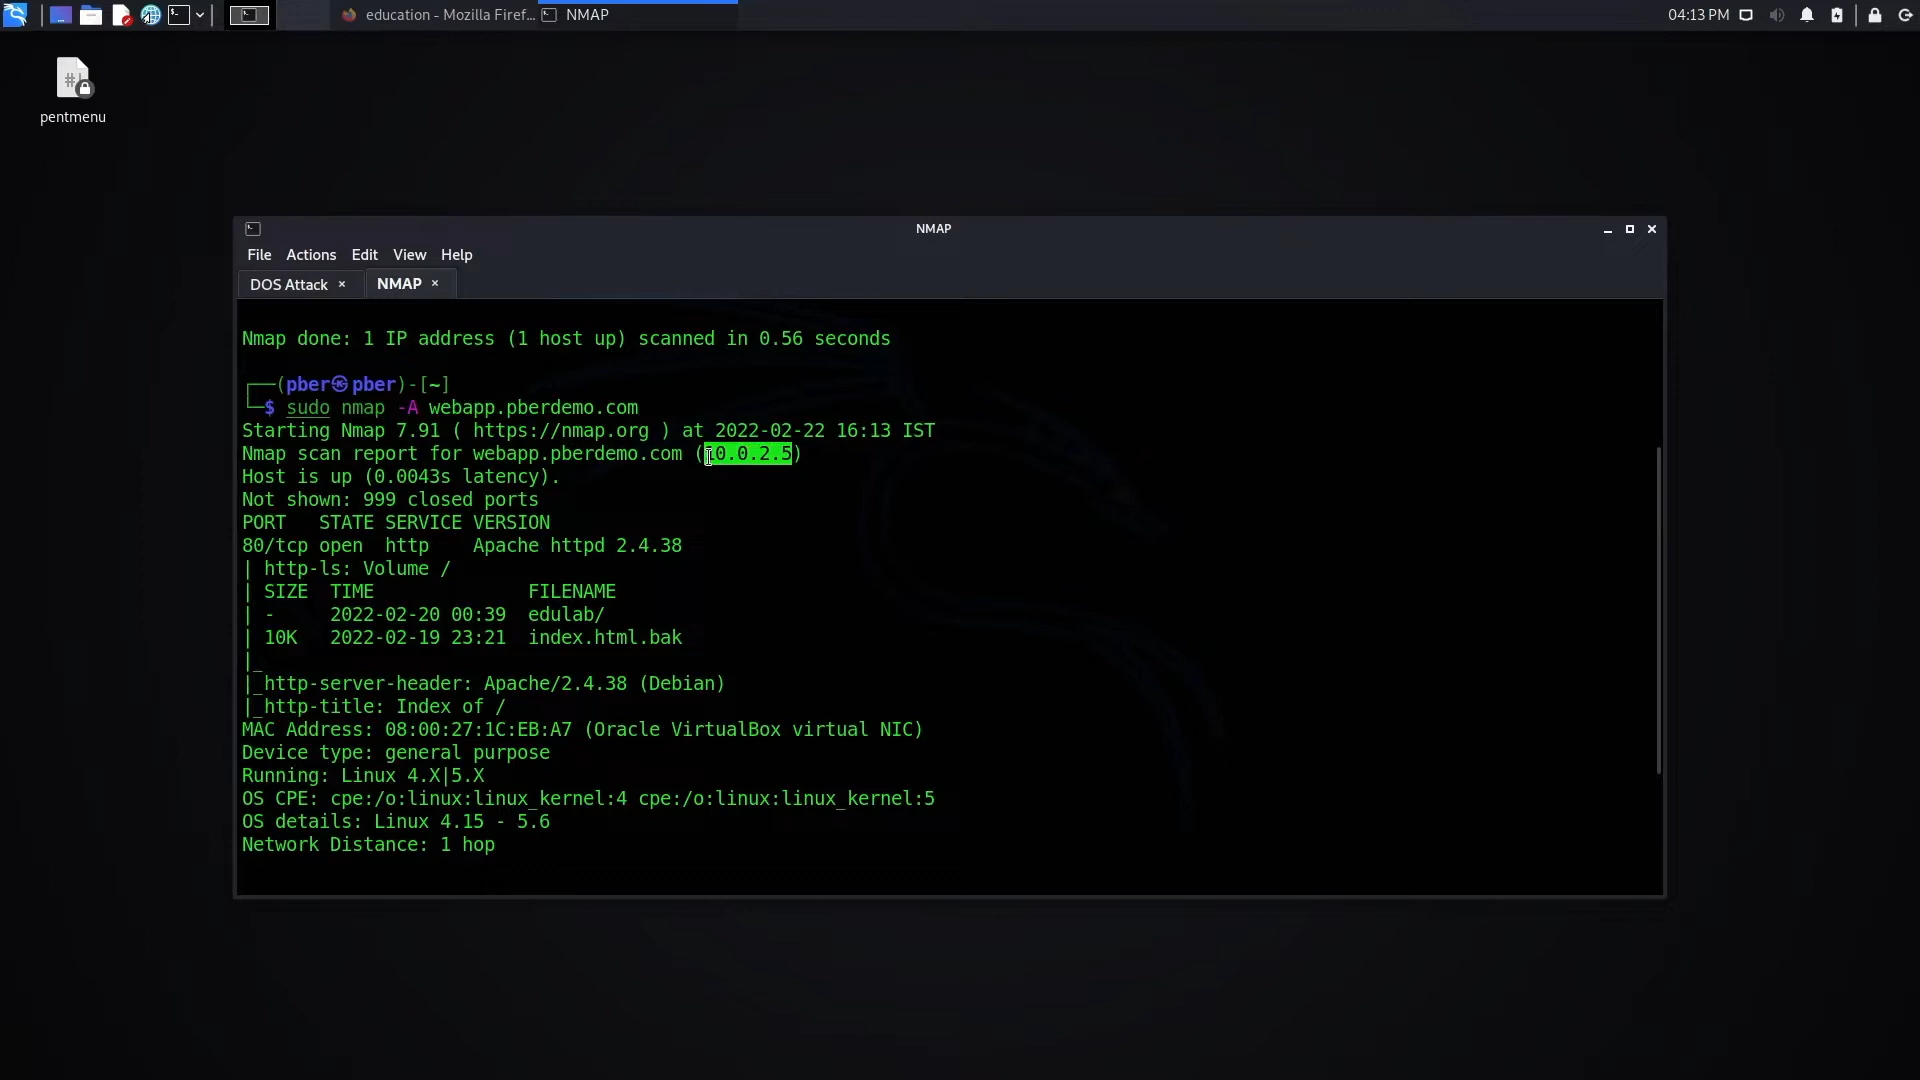 education - Mozilla Firef...
NMAP
04:13 PM
pentmenu
NMAP
File Actions Edit View Help
DOS Attack ×
NMAP ×
Nmap done: 1 IP address (1 host up) scanned in 0.56 seconds
┌──(pber㉿pber)-[~]
└─$ sudo nmap -A webapp.pberdemo.com
Starting Nmap 7.91 ( https://nmap.org ) at 2022-02-22 16:13 IST
Nmap scan report for webapp.pberdemo.com (10.0.2.5)
Host is up (0.0043s latency).
Not shown: 999 closed ports
PORT   STATE SERVICE VERSION
80/tcp open  http    Apache httpd 2.4.38
| http-ls: Volume /
| SIZE  TIME              FILENAME
| -     2022-02-20 00:39  edulab/
| 10K   2022-02-19 23:21  index.html.bak
|_
|_http-server-header: Apache/2.4.38 (Debian)
|_http-title: Index of /
MAC Address: 08:00:27:1C:EB:A7 (Oracle VirtualBox virtual NIC)
Device type: general purpose
Running: Linux 4.X|5.X
OS CPE: cpe:/o:linux:linux_kernel:4 cpe:/o:linux:linux_kernel:5
OS details: Linux 4.15 - 5.6
Network Distance: 1 hop